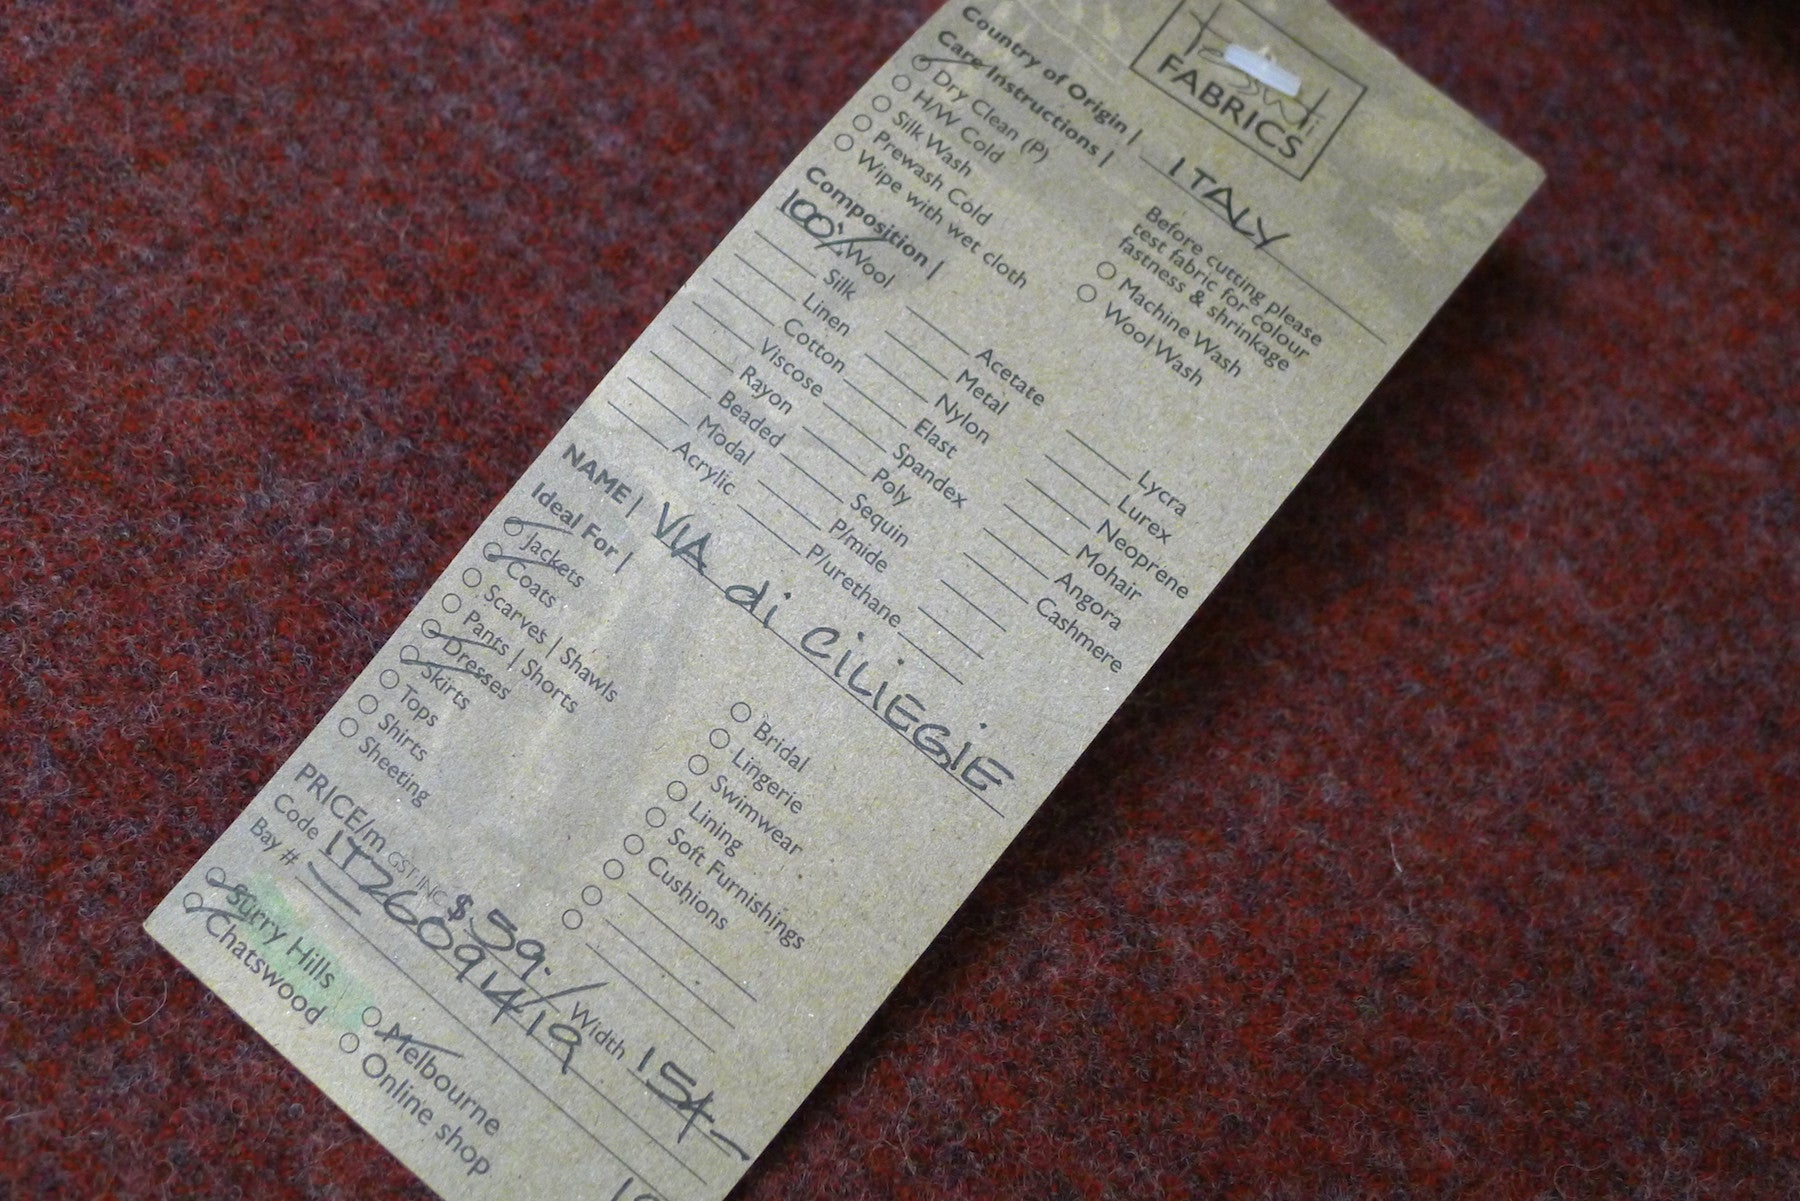 FABRICS
Country of Origin | ITALY
Care Instructions |
Dry Clean (P)
H/W Cold
Silk Wash
Prewash Cold
Wipe with wet cloth
Before cutting please
test fabric for colour
fastness & shrinkage
Machine Wash
Wool Wash
Composition |
100% Wool
Silk
Linen
Cotton
Viscose
Rayon
Beaded
Modal
Acrylic
Acetate
Metal
Nylon
Elast
Spandex
Poly
Sequin
P/mide
P/urethane
Lycra
Lurex
Neoprene
Mohair
Angora
Cashmere
NAME | VIA di CILIEGIE
Ideal For |
Jackets
Coats
Scarves | Shawls
Pants | Shorts
Dresses
Skirts
Tops
Shirts
Sheeting
Bridal
Lingerie
Swimwear
Lining
Soft Furnishings
Cushions
PRICE/m GST INC $59. Width 154
Code IT260914/19
Bay #
Surry Hills
Chatswood
Melbourne
Online shop